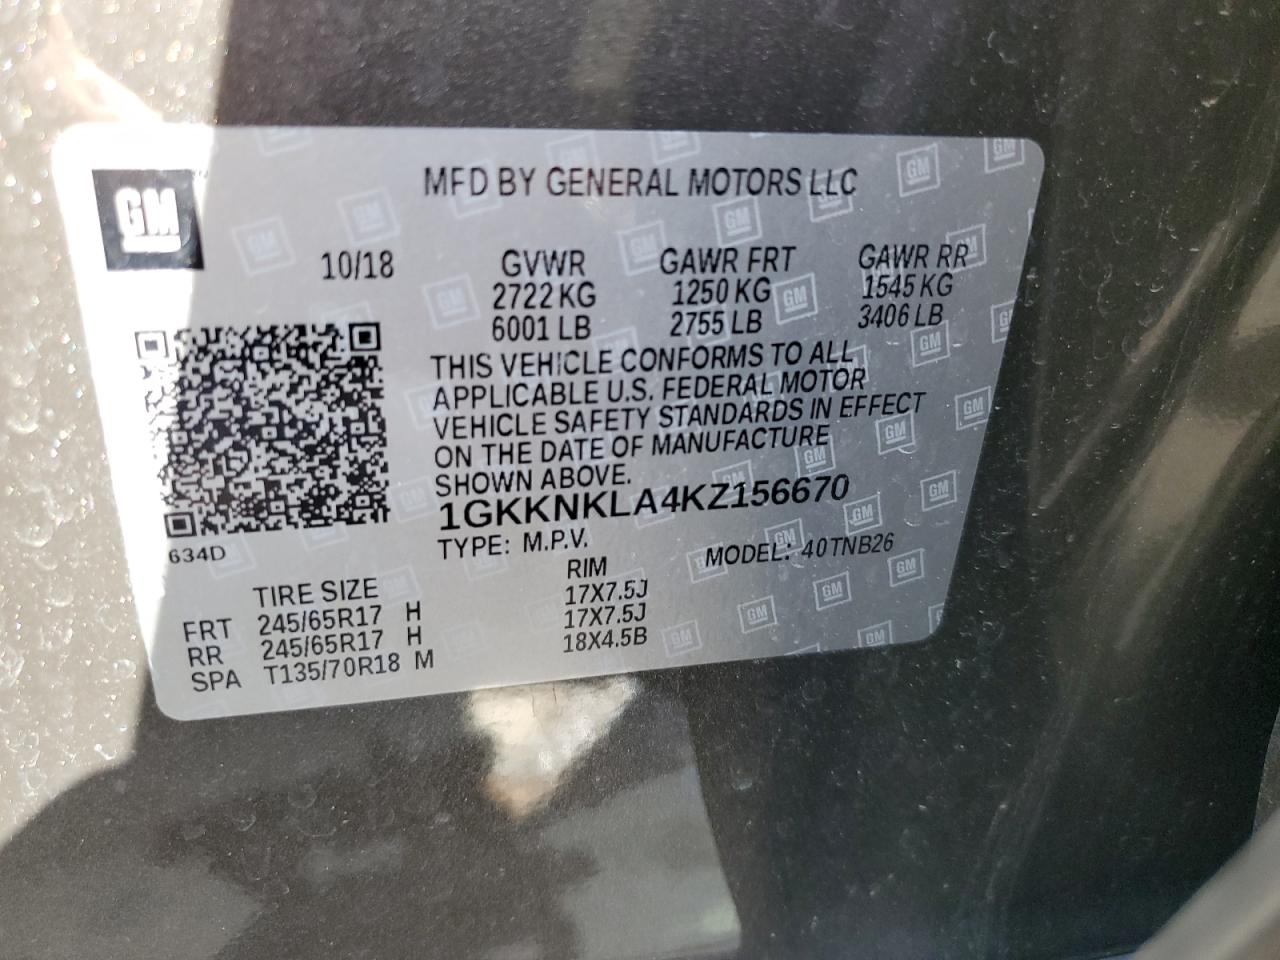 MFD BY GENERAL MOTORS LLC
GM
10/18 GVWR GAWR FRT GAWR RR
2722 KG 1250 KG 1545 KG
6001 LB 2755 LB 3406 LB
THIS VEHICLE CONFORMS TO ALL
APPLICABLE U.S. FEDERAL MOTOR
VEHICLE SAFETY STANDARDS IN EFFECT
ON THE DATE OF MANUFACTURE
SHOWN ABOVE.
1GKKNKLA4KZ156670
634D
TYPE: M.P.V. MODEL: 40TNB26
TIRE SIZE RIM
FRT 245/65R17 H 17X7.5J
RR 245/65R17 H 17X7.5J
SPA T135/70R18 M 18X4.5B